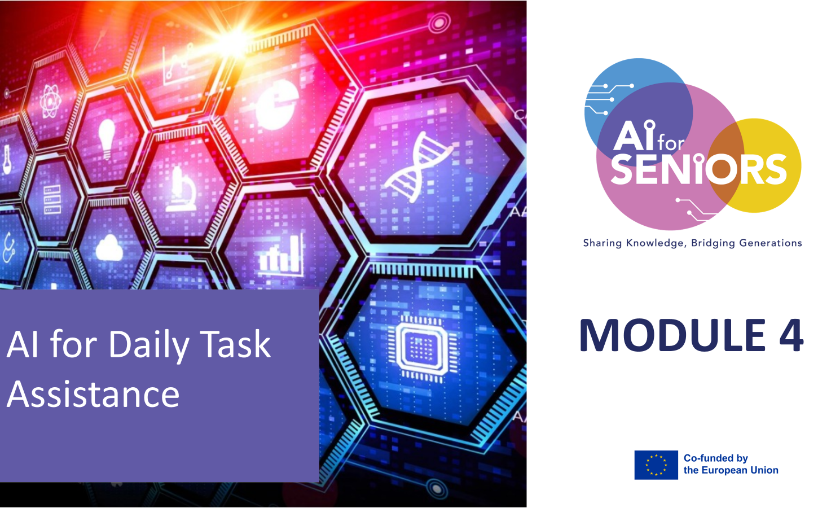 AI for Daily Task
Assistance
Ai for
SENiORS
Sharing Knowledge, Bridging Generations
MODULE 4
Co-funded by
the European Union